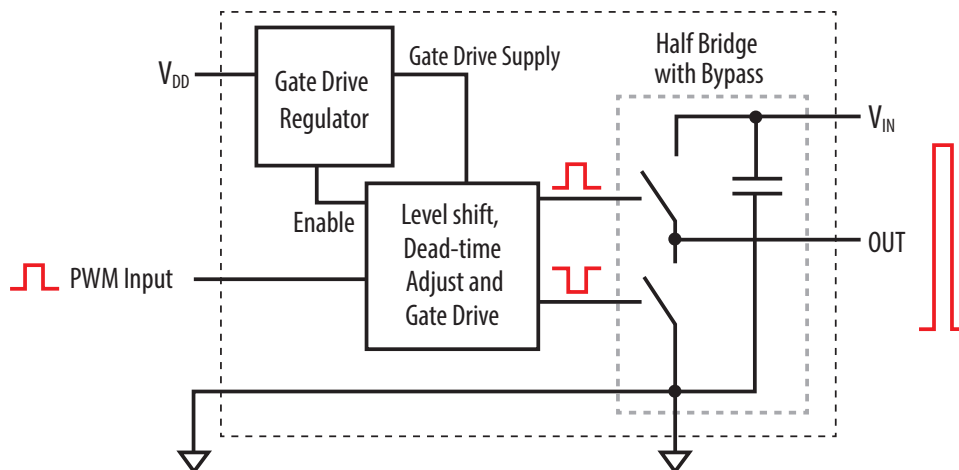 V_DD
Gate Drive
Regulator
Gate Drive Supply
Half Bridge
with Bypass
V_IN
Enable
Level shift,
Dead-time
Adjust and
Gate Drive
OUT
PWM Input